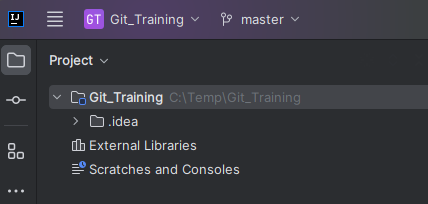 IJ GT Git_Training master
Project
Git_Training C:\Temp\Git_Training
.idea
External Libraries
Scratches and Consoles